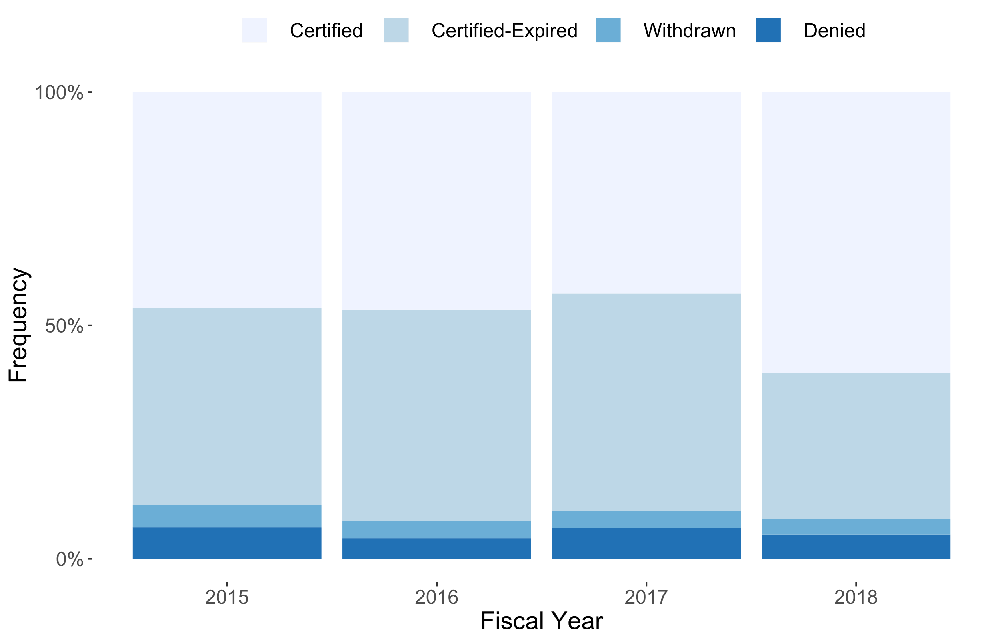 Certified Certified-Expired Withdrawn Denied
100%
50%
0%
Frequency
2015 2016 2017 2018
Fiscal Year